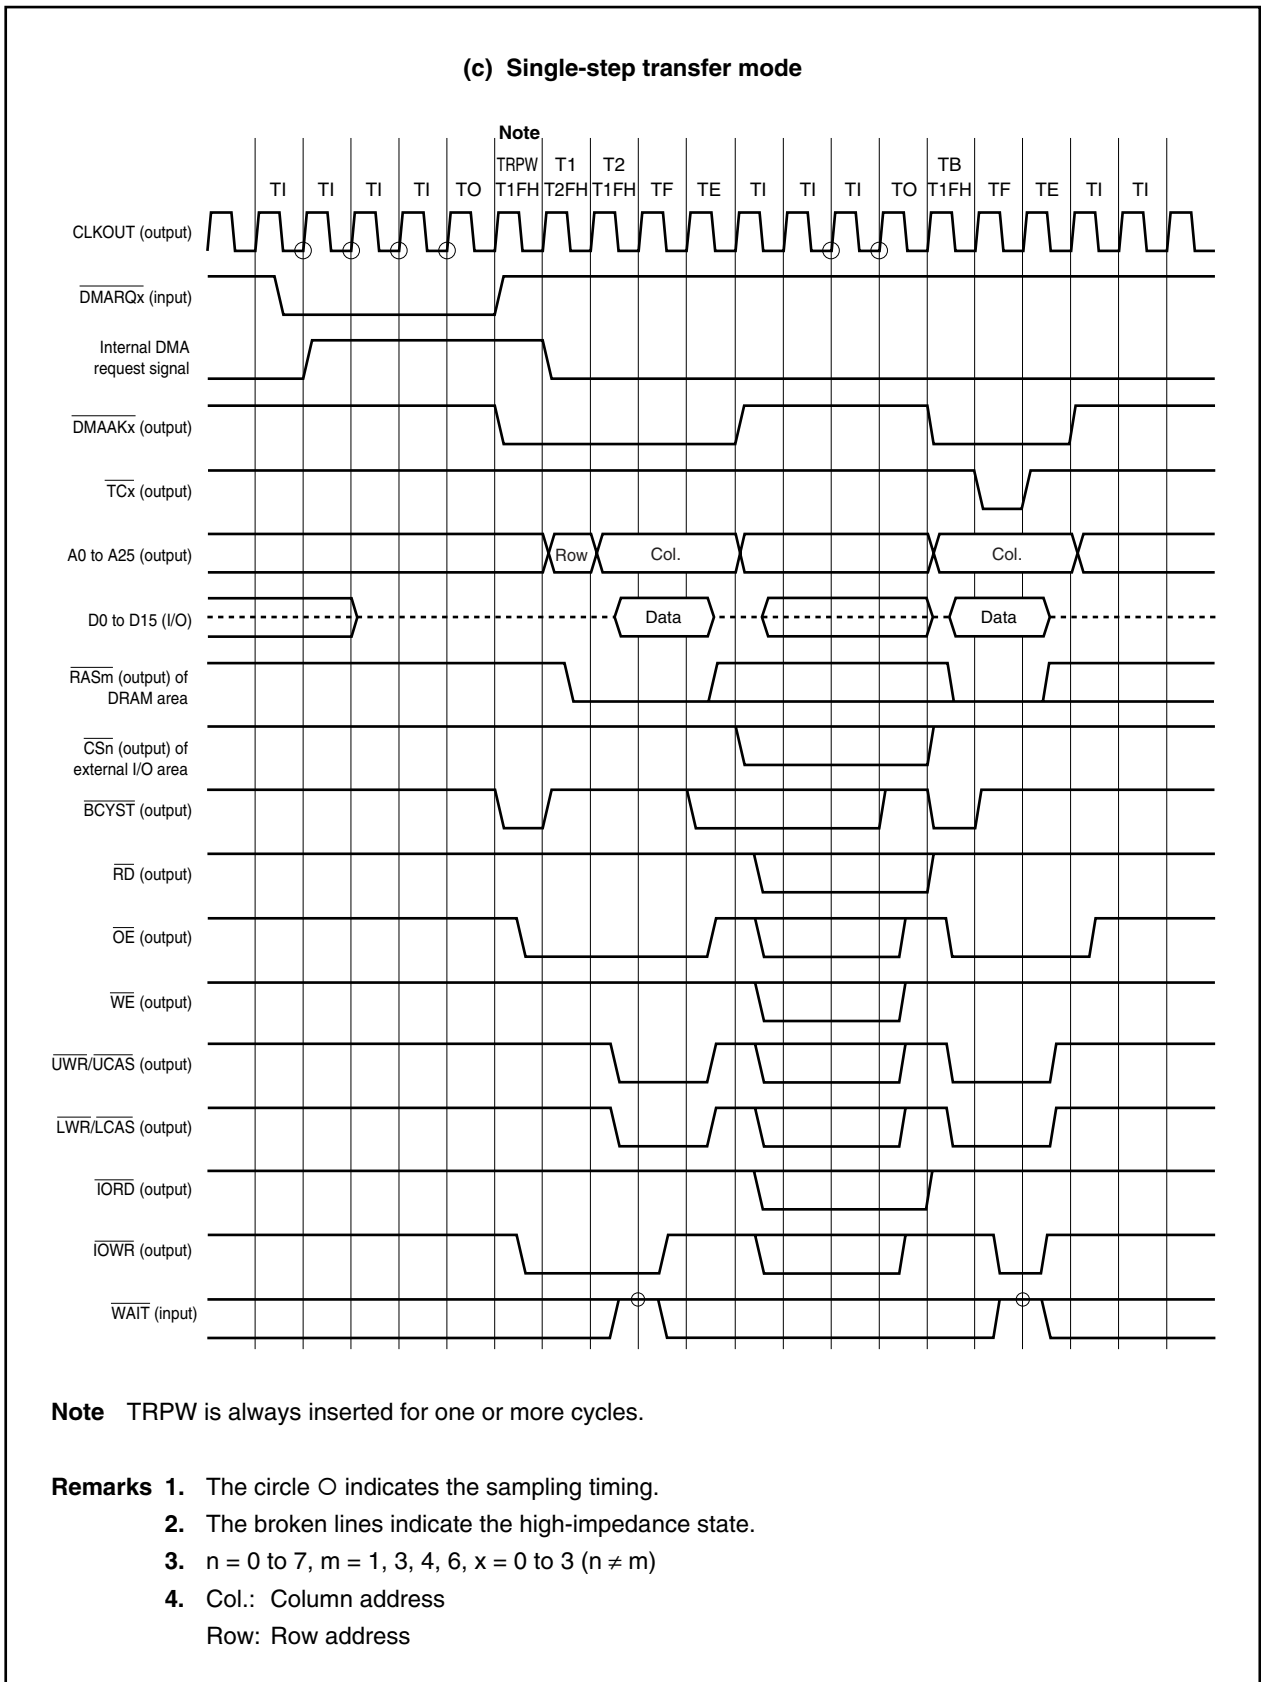 (c) Single-step transfer mode
Note
TRPW T1 T2 TB
TI TI TI TI TO T1FH T2FH T1FH TF TE TI TI TI TO T1FH TF TE TI TI
CLKOUT (output)
DMARQx (input)
Internal DMA
request signal
DMAAKx (output)
TCx (output)
A0 to A25 (output) Row Col. Col.
D0 to D15 (I/O) Data Data
RASm (output) of
DRAM area
CSn (output) of
external I/O area
BCYST (output)
RD (output)
OE (output)
WE (output)
UWR/UCAS (output)
LWR/LCAS (output)
IORD (output)
IOWR (output)
WAIT (input)
Note TRPW is always inserted for one or more cycles.
Remarks 1. The circle O indicates the sampling timing.
2. The broken lines indicate the high-impedance state.
3. n = 0 to 7, m = 1, 3, 4, 6, x = 0 to 3 (n ≠ m)
4. Col.: Column address
Row: Row address